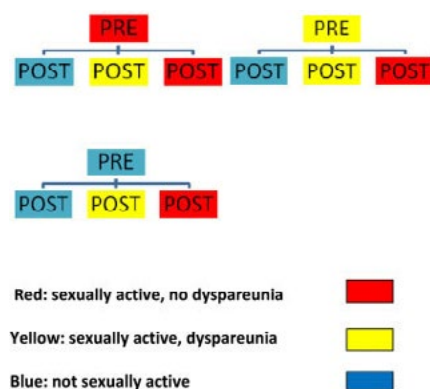 PRE PRE
POST POST POST POST POST POST
PRE
POST POST POST
Red: sexually active, no dyspareunia
Yellow: sexually active, dyspareunia
Blue: not sexually active